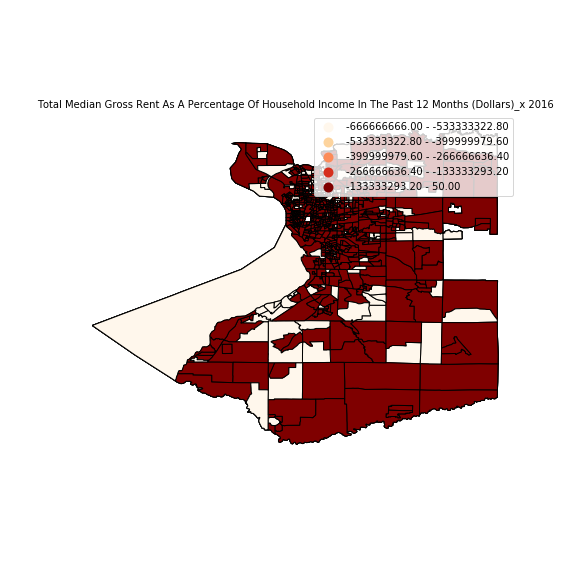 Total Median Gross Rent As A Percentage Of Household Income In The Past 12 Months (Dollars)_x 2016
-666666666.00 - -533333322.80
-533333322.80 - -399999979.60
-399999979.60 - -266666636.40
-266666636.40 - -133333293.20
-133333293.20 - 50.00